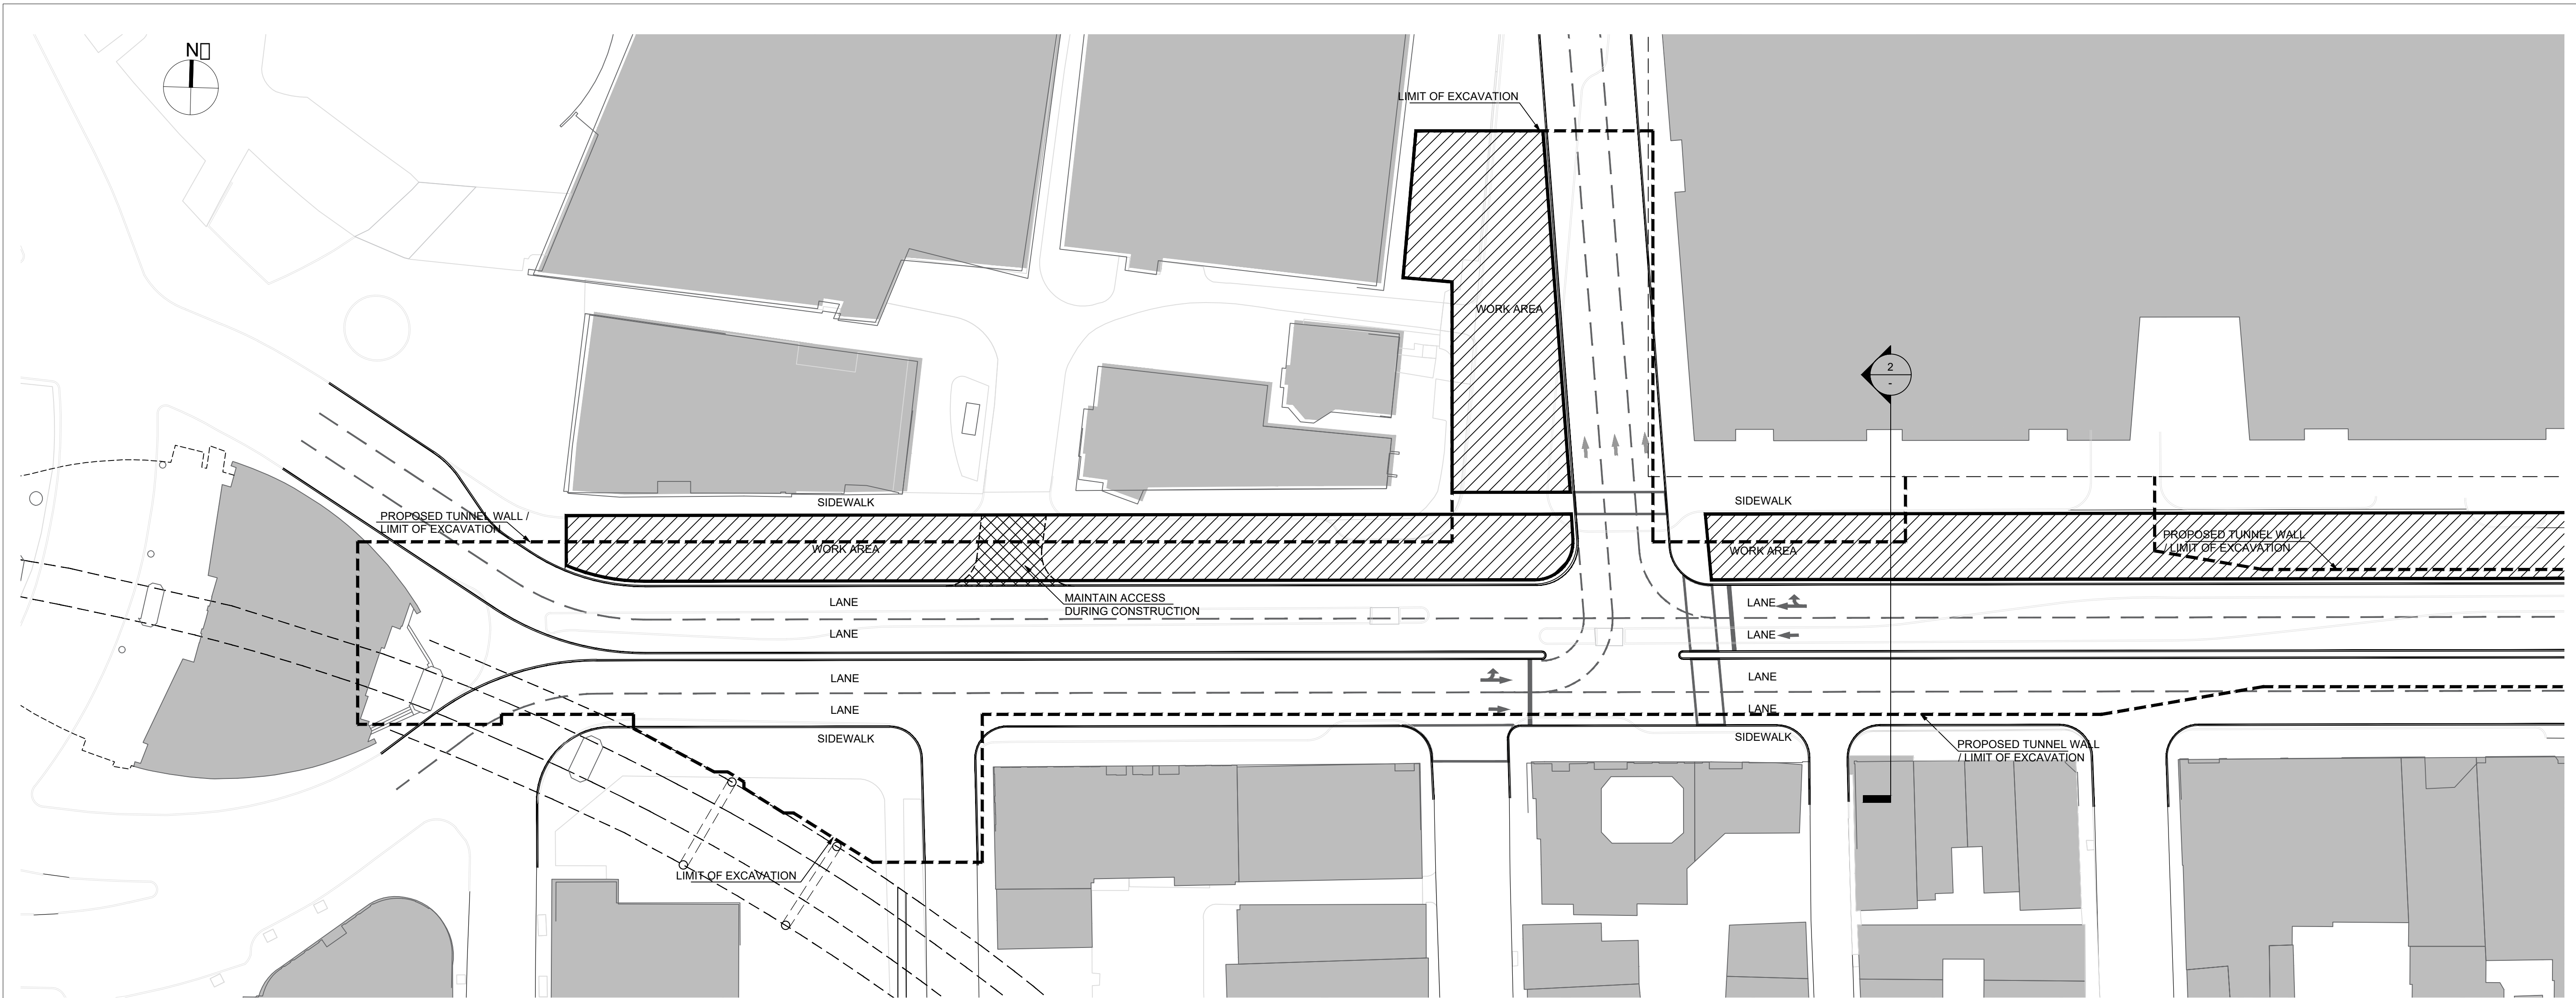 N
LIMIT OF EXCAVATION
WORK AREA
2
-
SIDEWALK
SIDEWALK
PROPOSED TUNNEL WALL /
LIMIT OF EXCAVATION
WORK AREA
WORK AREA
PROPOSED TUNNEL WALL
/ LIMIT OF EXCAVATION
MAINTAIN ACCESS
DURING CONSTRUCTION
LANE
LANE
LANE
LANE
LANE
LANE
LANE
LANE
SIDEWALK
SIDEWALK
PROPOSED TUNNEL WALL
/ LIMIT OF EXCAVATION
LIMIT OF EXCAVATION